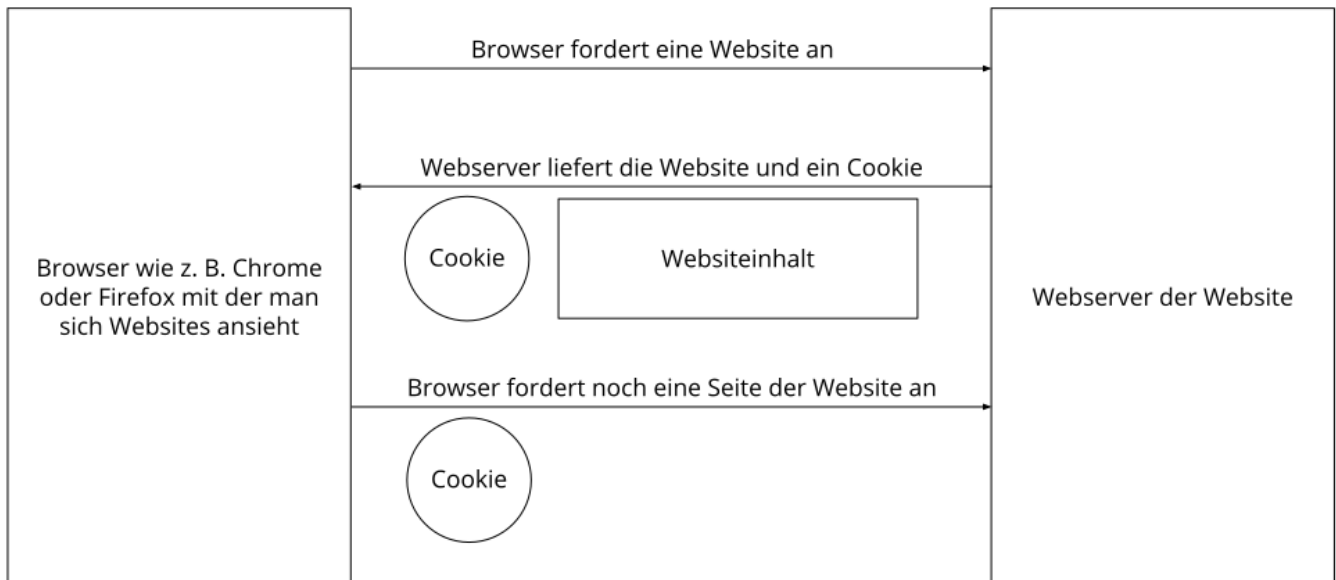 Browser fordert eine Website an
Webserver liefert die Website und ein Cookie
Cookie
Websiteinhalt
Browser wie z. B. Chrome
oder Firefox mit der man
sich Websites ansieht
Webserver der Website
Browser fordert noch eine Seite der Website an
Cookie